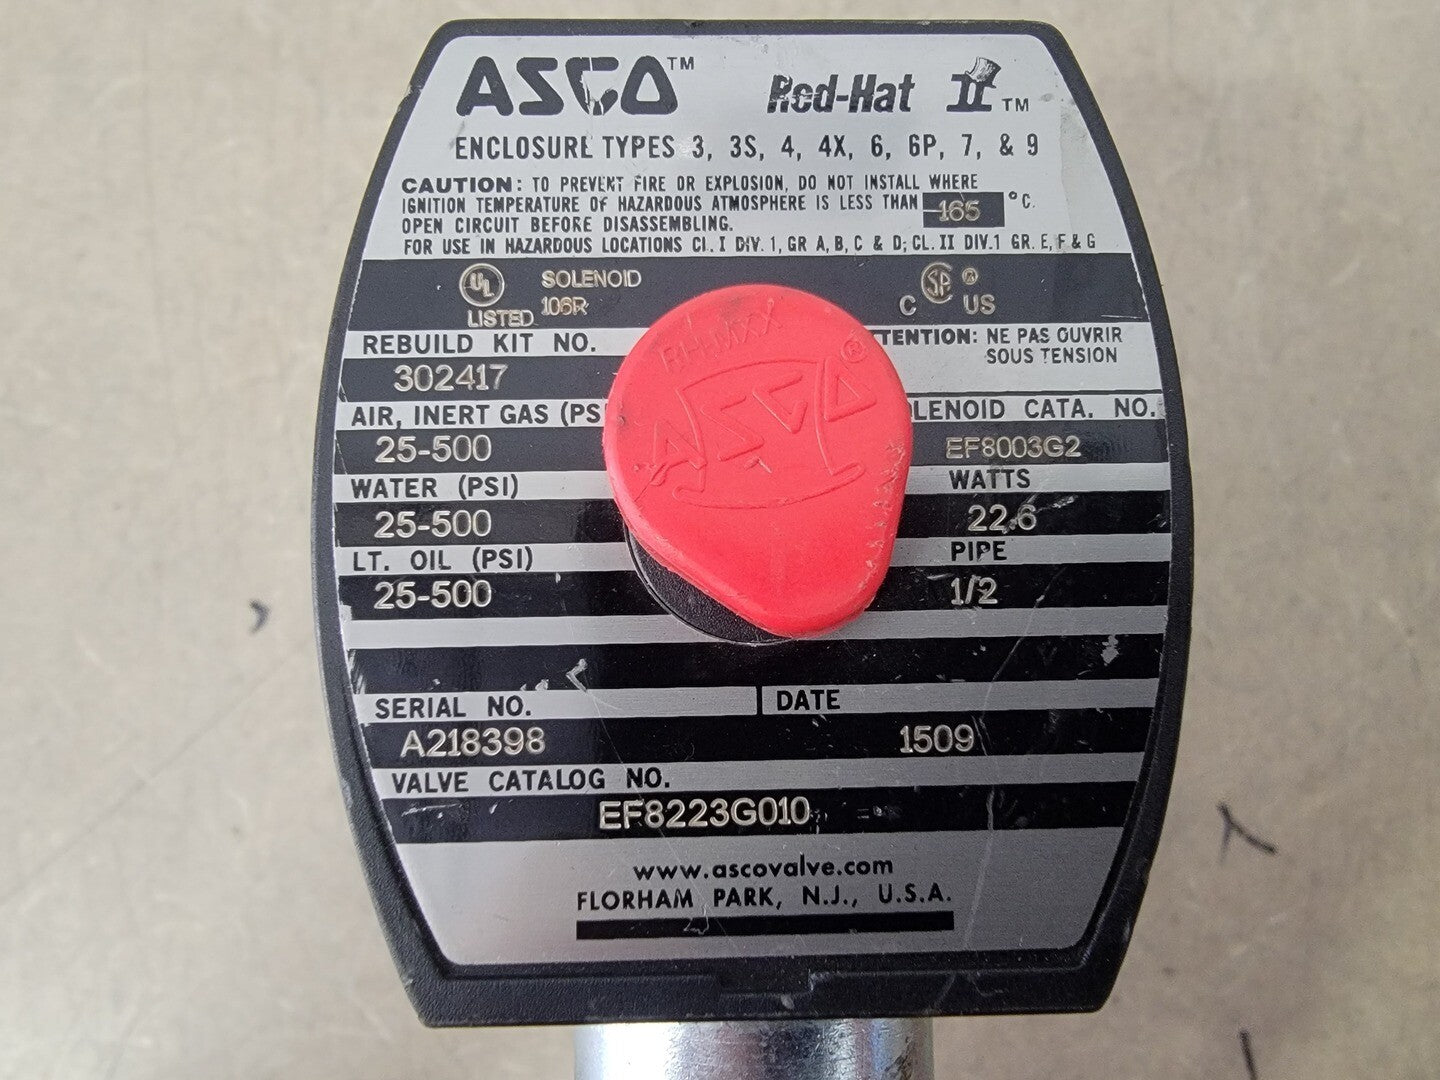 ASCO™ Red-Hat II™
ENCLOSURE TYPES 3, 3S, 4, 4X, 6, 6P, 7, & 9
CAUTION: TO PREVENT FIRE OR EXPLOSION, DO NOT INSTALL WHERE
IGNITION TEMPERATURE OF HAZARDOUS ATMOSPHERE IS LESS THAN 165 °C.
OPEN CIRCUIT BEFORE DISASSEMBLING.
FOR USE IN HAZARDOUS LOCATIONS CL. I DIV. 1, GR A, B, C & D; CL. II DIV.1 GR. E, F & G
UL LISTED SOLENOID 106R
C SA ® US
TENTION: NE PAS OUVRIR
SOUS TENSION
REBUILD KIT NO.
302417
AIR, INERT GAS (PS
25-500
WATER (PSI)
25-500
LT. OIL (PSI)
25-500
ASCO®
LENOID CATA. NO.
EF8003G2
WATTS
22.6
PIPE
1/2
SERIAL NO. DATE
A218398 1509
VALVE CATALOG NO.
EF8223G010
www.ascovalve.com
FLORHAM PARK, N.J., U.S.A.